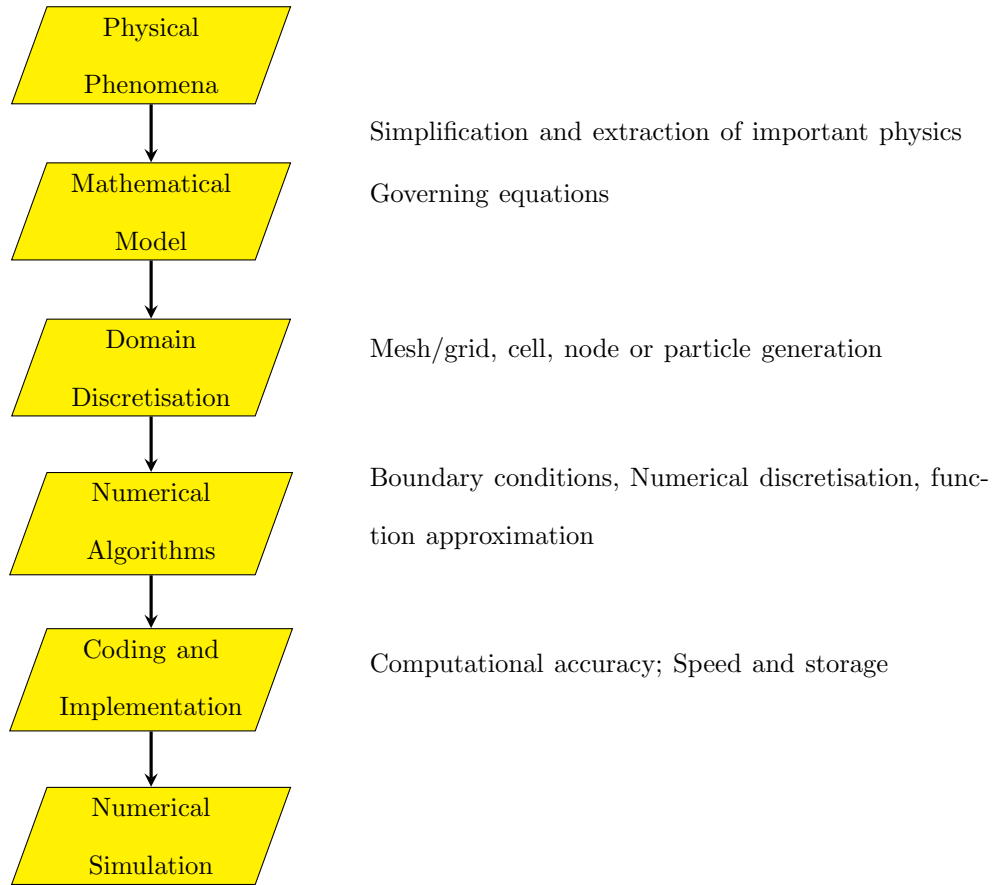 Physical
Phenomena
Simplification and extraction of important physics
Mathematical
Governing equations
Model
Domain
Mesh/grid, cell, node or particle generation
Discretisation
Boundary conditions, Numerical discretisation, func-
Numerical
tion approximation
Algorithms
Coding and
Computational accuracy; Speed and storage
Implementation
Numerical
Simulation